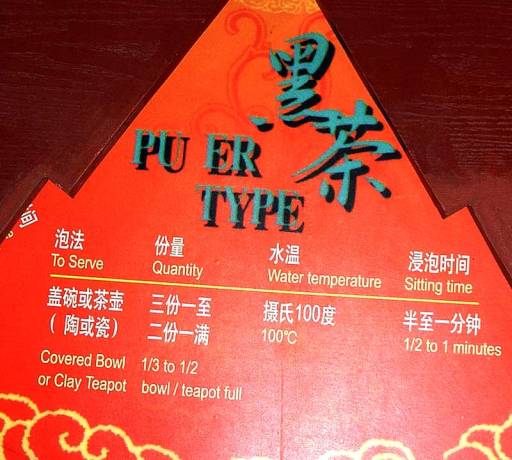 黑茶
PU ER
TYPE
泡法 份量 水温 浸泡时间
To Serve Quantity Water temperature Sitting time
盖碗或茶壶 三份一至 摄氏100度 半至一分钟
(陶或瓷) 二份一满 100℃ 1/2 to 1 minutes
Covered Bowl 1/3 to 1/2
or Clay Teapot bowl / teapot full
间